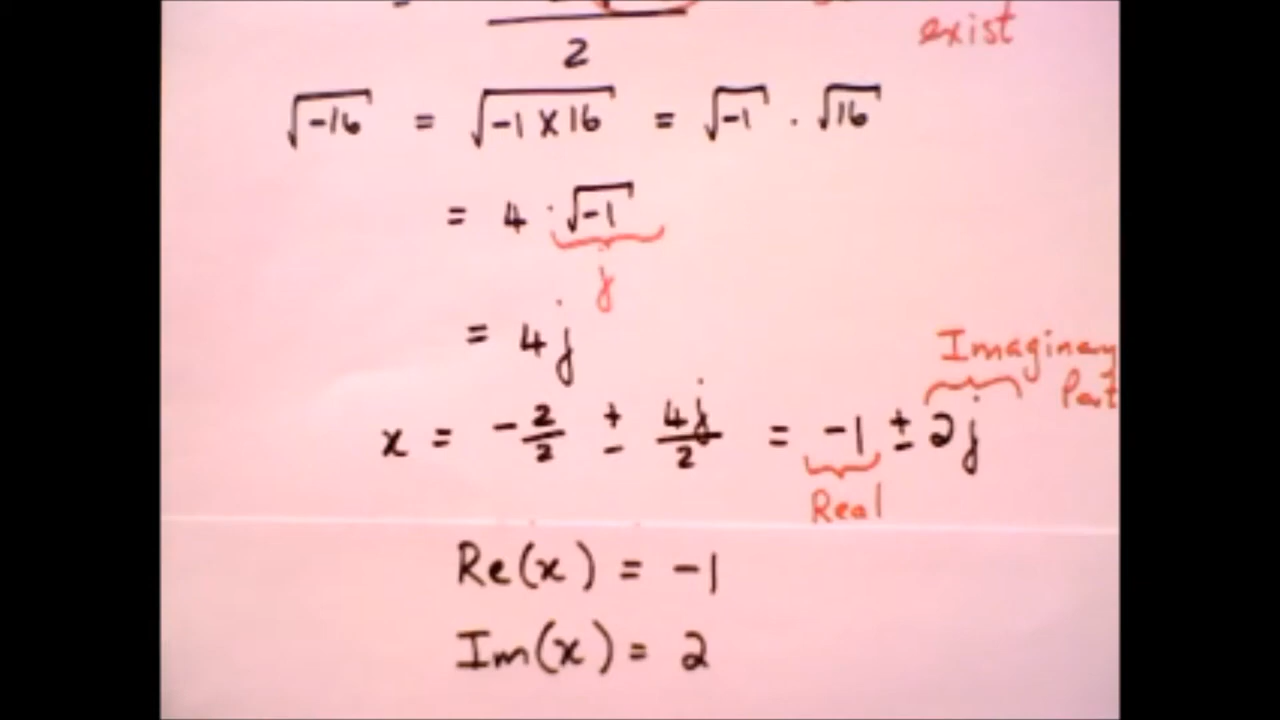 exist
2
√-16 = √-1 × 16 = √-1 . √16
= 4 . √-1
j
= 4j
Imaginary
Part
x = - 2/2 ± 4j/2 = -1 ± 2j
Real
Re(x) = -1
Im(x) = 2